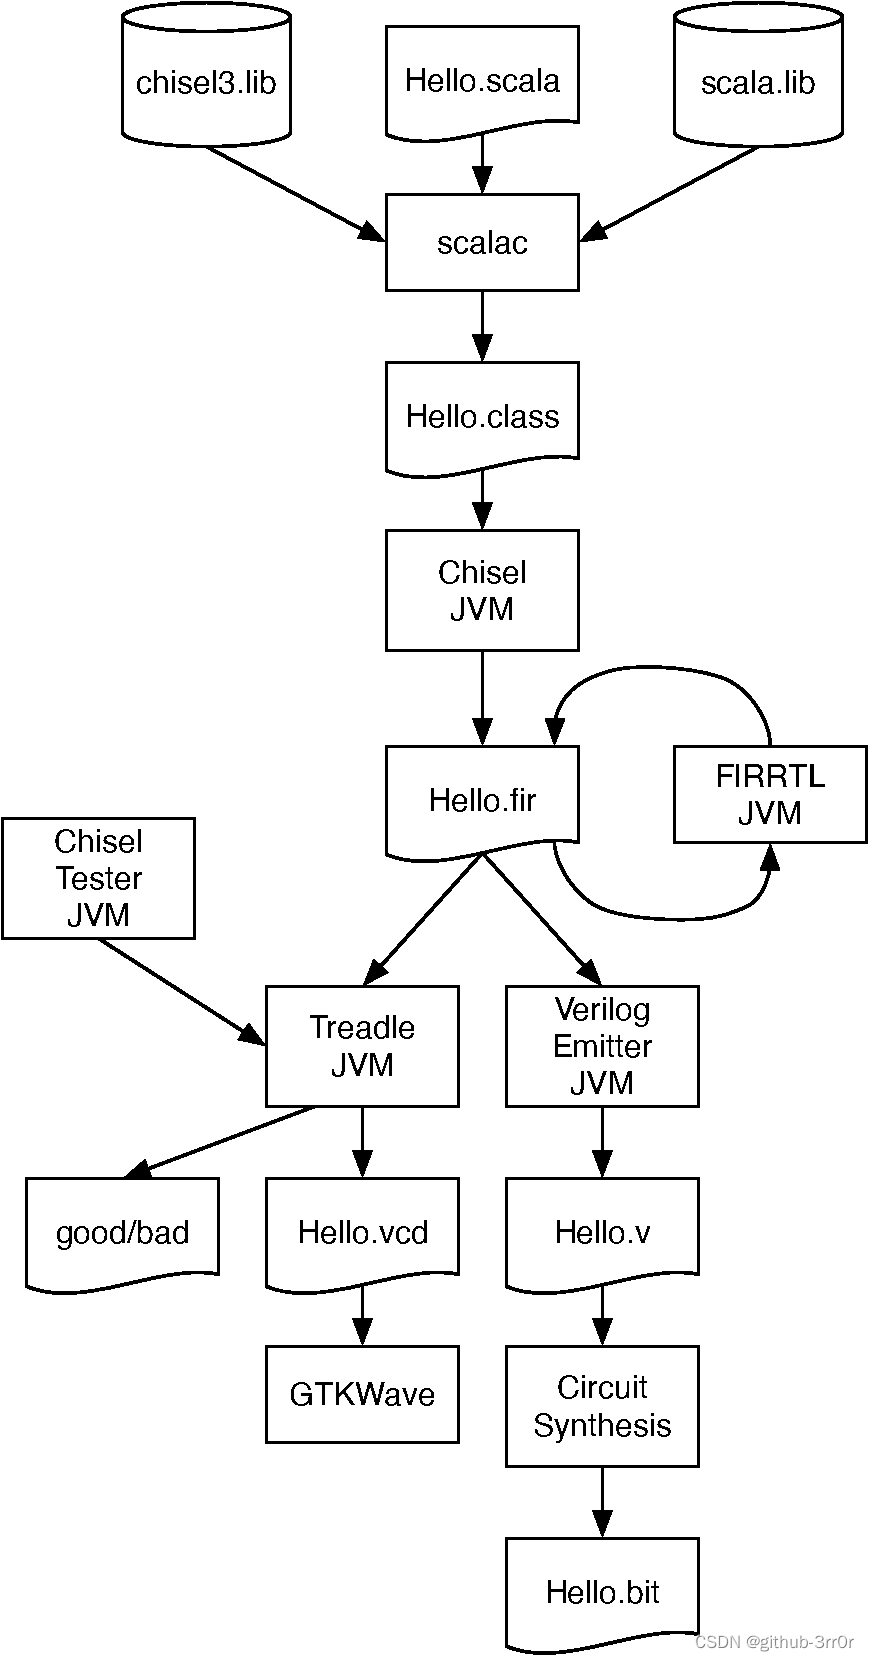 chisel3.lib
Hello.scala
scala.lib
scalac
Hello.class
Chisel
JVM
Hello.fir
FIRRTL
JVM
Chisel
Tester
JVM
Treadle
JVM
Verilog
Emitter
JVM
good/bad
Hello.vcd
Hello.v
GTKWave
Circuit
Synthesis
Hello.bit
CSDN @github-3rr0r